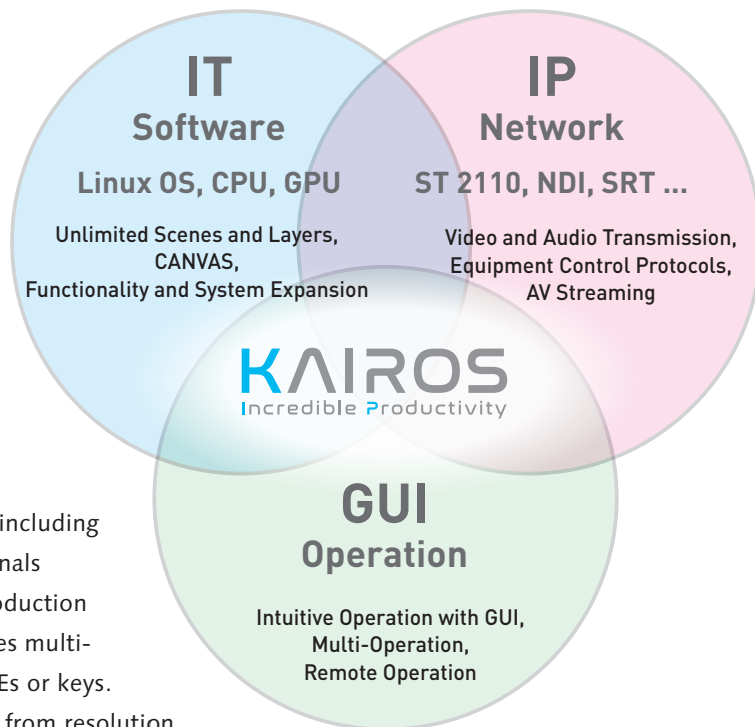 IT
Software
Linux OS, CPU, GPU
Unlimited Scenes and Layers,
CANVAS,
Functionality and System Expansion
IP
Network
ST 2110, NDI, SRT ...
Video and Audio Transmission,
Equipment Control Protocols,
AV Streaming
KAIROS
Incredible Productivity
GUI
Operation
Intuitive Operation with GUI,
Multi-Operation,
Remote Operation
including
nals
oduction
es multi-
Es or keys.
from resolution